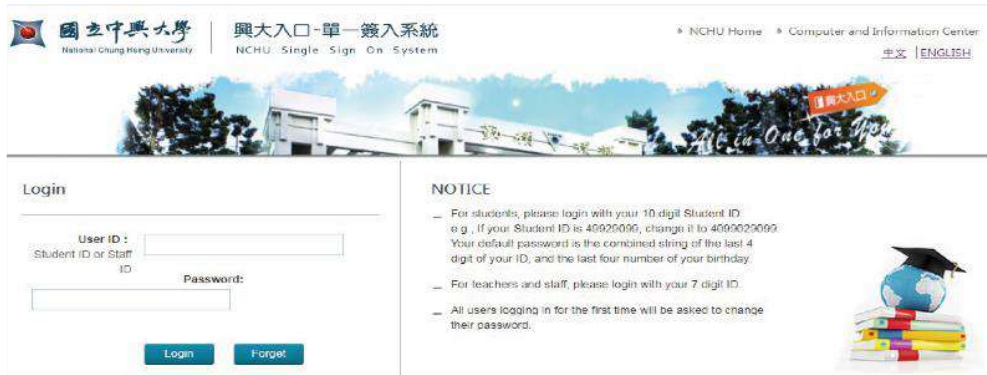 國立中興大學
National Chung Hsing University
興大入口-單一簽入系統
NCHU Single Sign On System
NCHU Home
Computer and Information Center
中文 | ENGLISH
興大入口
All in One for You
Login
User ID :
Student ID or Staff
ID
Password:
Login
Forget
NOTICE
For students, please login with your 10 digit Student ID
e.g., If your Student ID is 49929099, change it to 4099029099.
Your default password is the combined string of the last 4
digit of your ID, and the last four number of your birthday.
For teachers and staff, please login with your 7 digit ID.
All users logging in for the first time will be asked to change
their password.